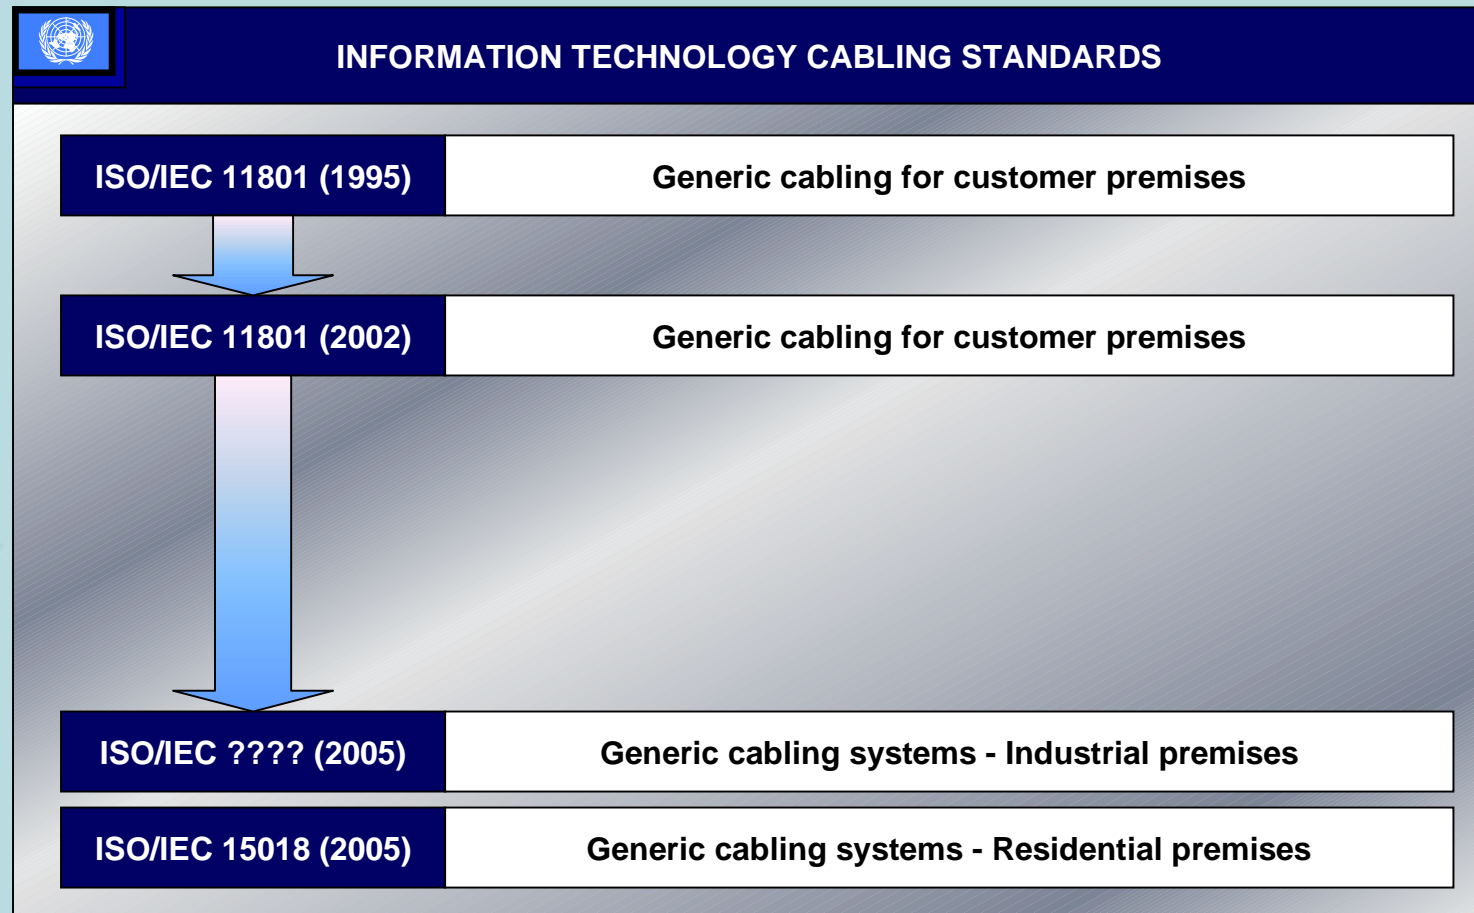 INFORMATION TECHNOLOGY CABLING STANDARDS
ISO/IEC 11801 (1995)
Generic cabling for customer premises
ISO/IEC 11801 (2002)
Generic cabling for customer premises
ISO/IEC ???? (2005)
Generic cabling systems - Industrial premises
ISO/IEC 15018 (2005)
Generic cabling systems - Residential premises